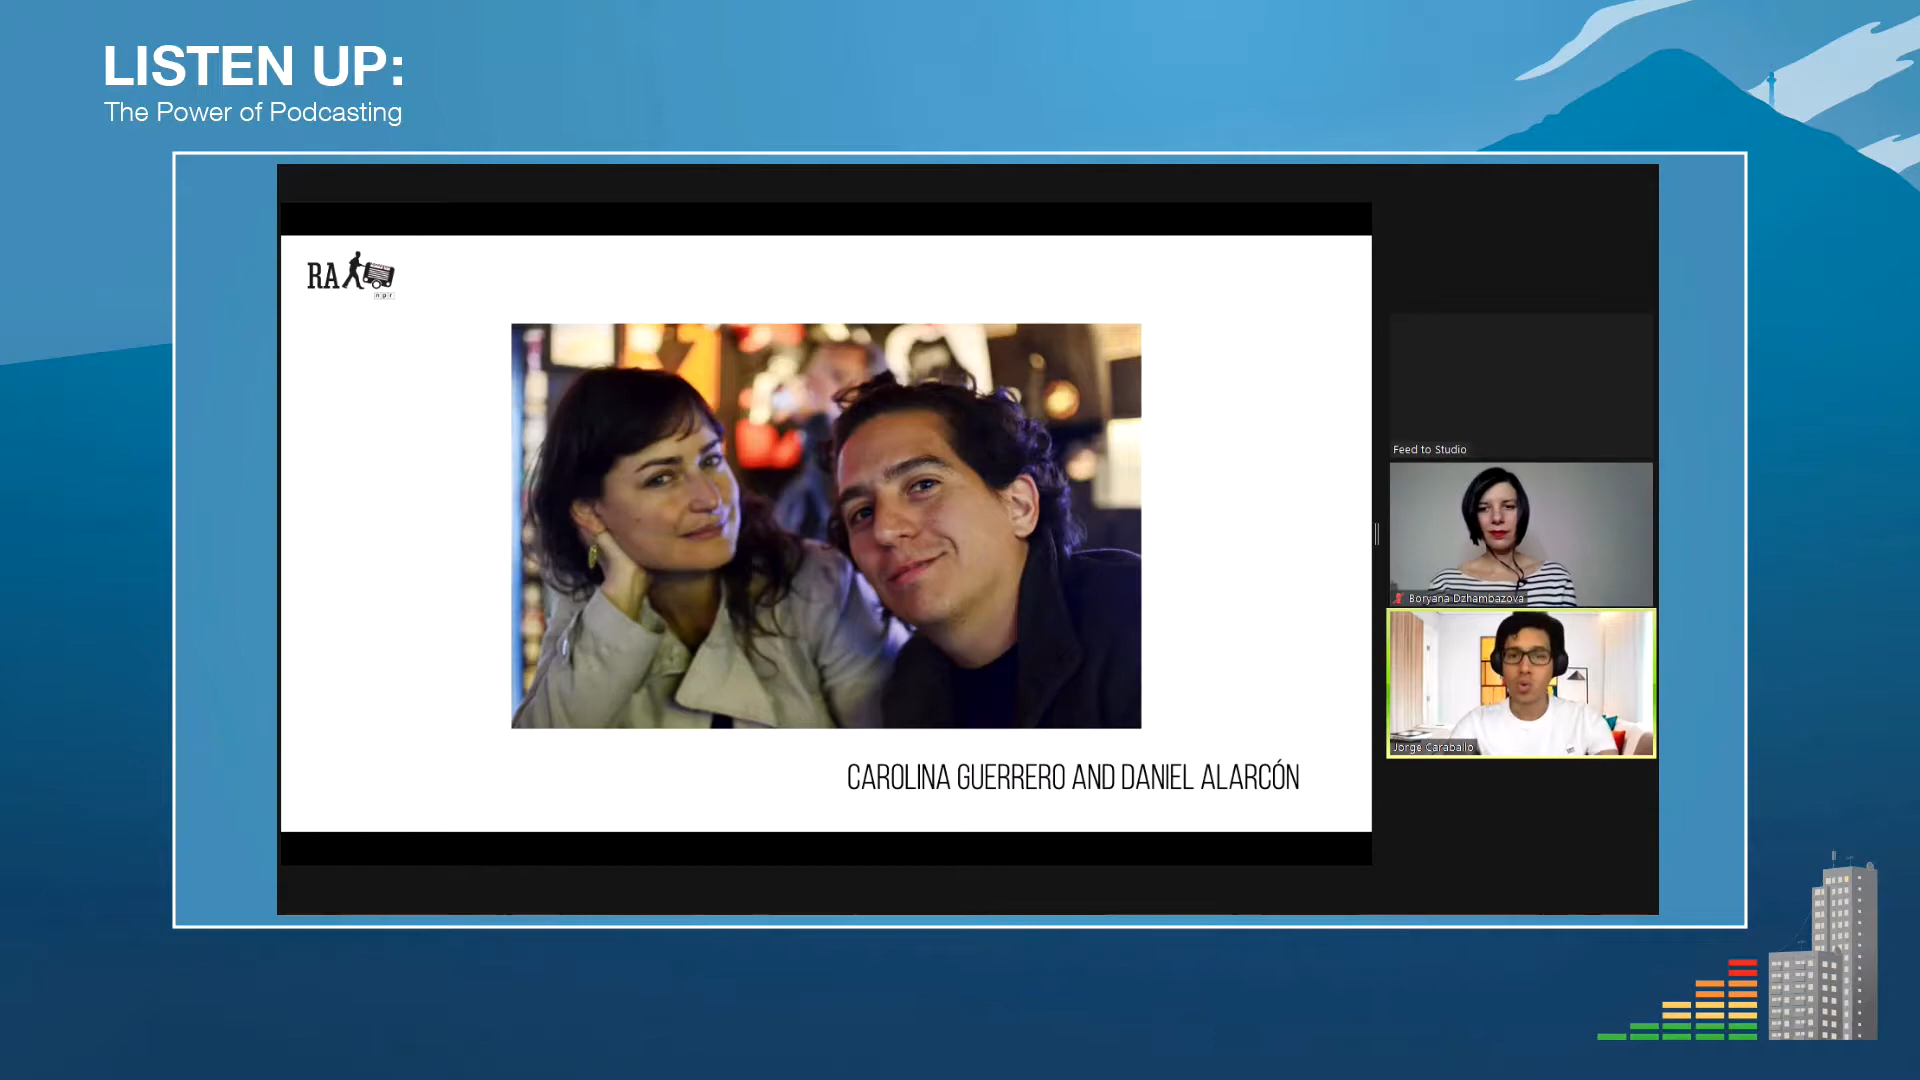 LISTEN UP:
The Power of Podcasting
RA
npr
CAROLINA GUERRERO AND DANIEL ALARCÓN
Feed to Studio
Boryana Dzhambazova
Jorge Caraballo